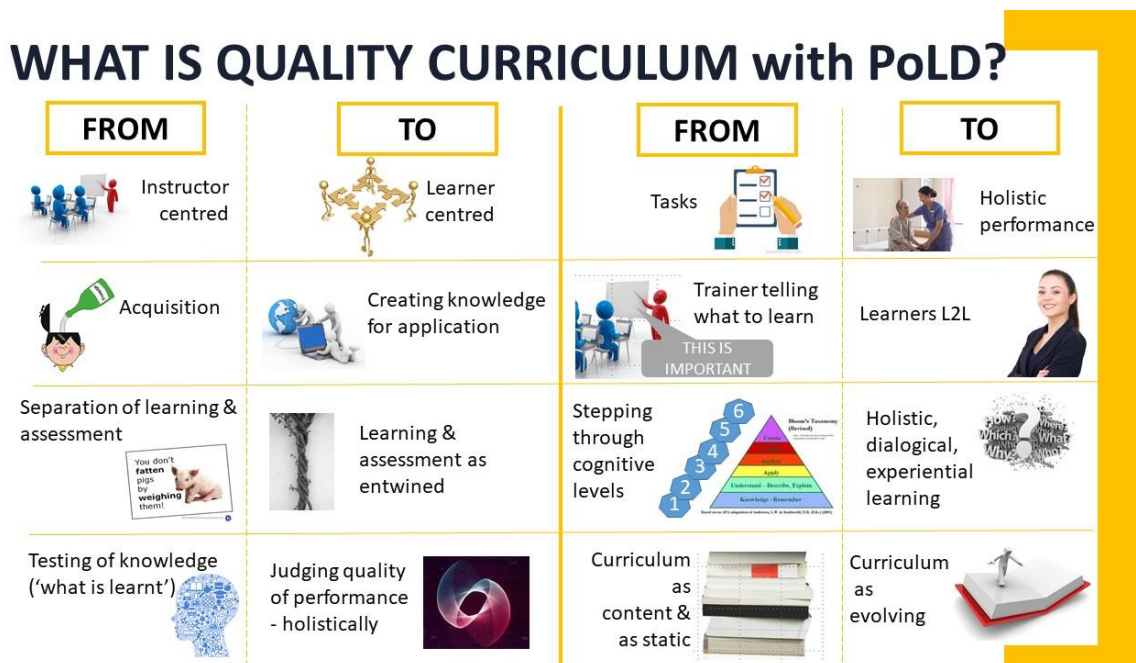 WHAT IS QUALITY CURRICULUM with PoLD?
FROM
TO
FROM
TO
Instructor
centred
Learner
centred
Tasks
Holistic
performance
Acquisition
Creating knowledge
for application
Trainer telling
what to learn
THIS IS
IMPORTANT
Learners L2L
Separation of learning &
assessment
You don't
fatten
pigs
by
weighing
them!
Learning &
assessment as
entwined
Stepping
through
cognitive
levels
6
5
4
3
2
1
Bloom's Taxonomy
(Revised)
Create
Analyze
Apply
Understand - Describe, Explain
Knowledge - Remember
Holistic,
dialogical,
experiential
learning
How?
Where?
Which?
What
Why?
Testing of knowledge
('what is learnt')
Judging quality
of performance
- holistically
Curriculum
as
content &
as static
Curriculum
as
evolving